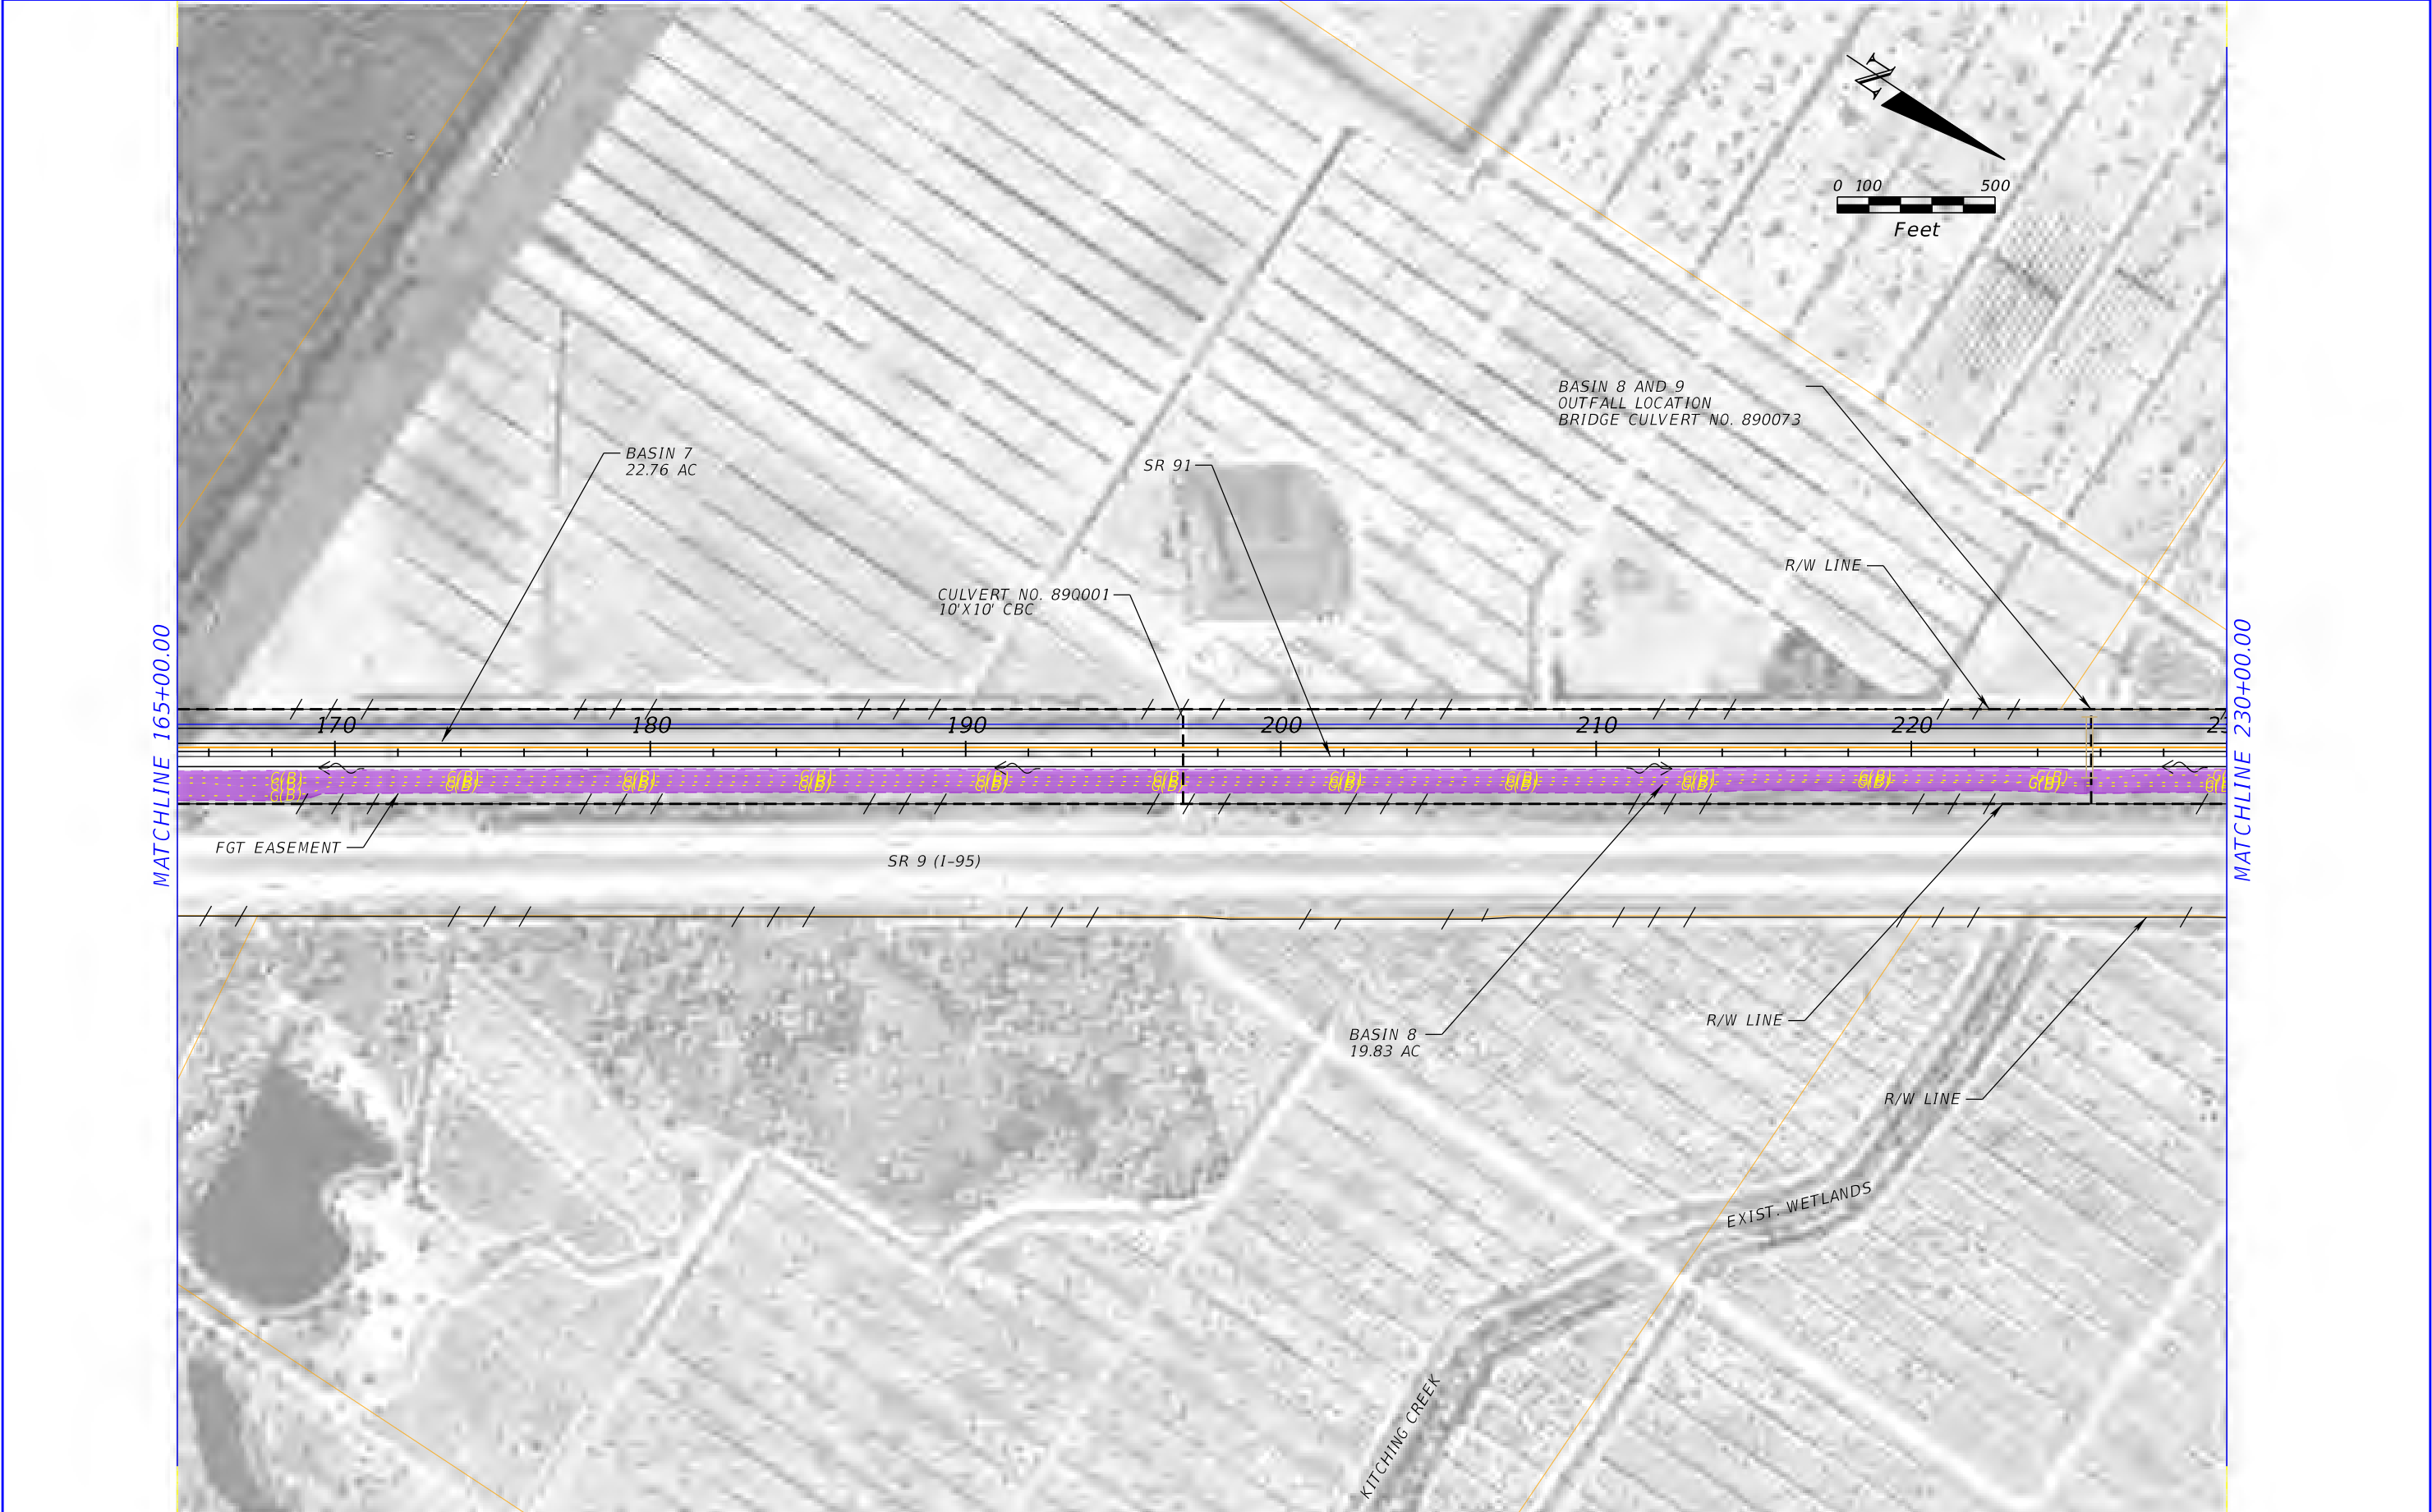 N
0 100 500
Feet
BASIN 8 AND 9
OUTFALL LOCATION
BRIDGE CULVERT NO. 890073
BASIN 7
22.76 AC
SR 91
R/W LINE
CULVERT NO. 890001
10'X10' CBC
MATCHLINE 165+00.00
MATCHLINE 230+00.00
170 180 190 200 210 220
G(B) G(B) G(B) G(B) G(B) G(B) G(B) G(B) G(B) G(B) G(B)
G(B) G(B) G(B) G(B) G(B) G(B) G(B) G(B) G(B) G(B) G(B)
FGT EASEMENT
SR 9 (I-95)
BASIN 8
19.83 AC
R/W LINE
R/W LINE
EXIST. WETLANDS
KITCHING CREEK